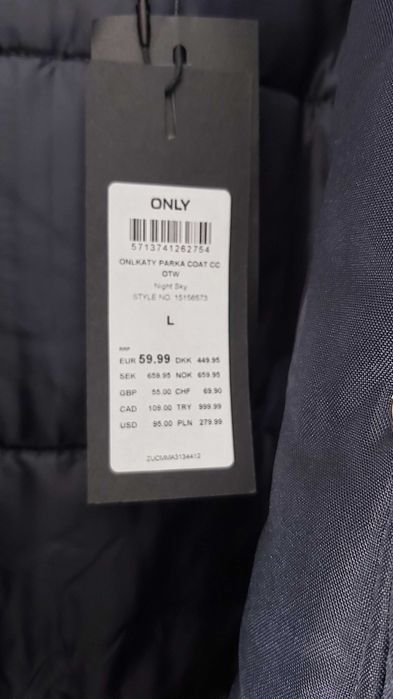 ONLY
5713741262754
ONLKATY PARKA COAT CC
OTW
Night Sky
STYLE NO. 15156573
L
RRP
EUR 59.99 DKK 449.95
SEK 659.95 NOK 659.95
GBP 55.00 CHF 69.90
CAD 109.00 TRY 999.99
USD 95.00 PLN 279.99
ZUCMMA3134412